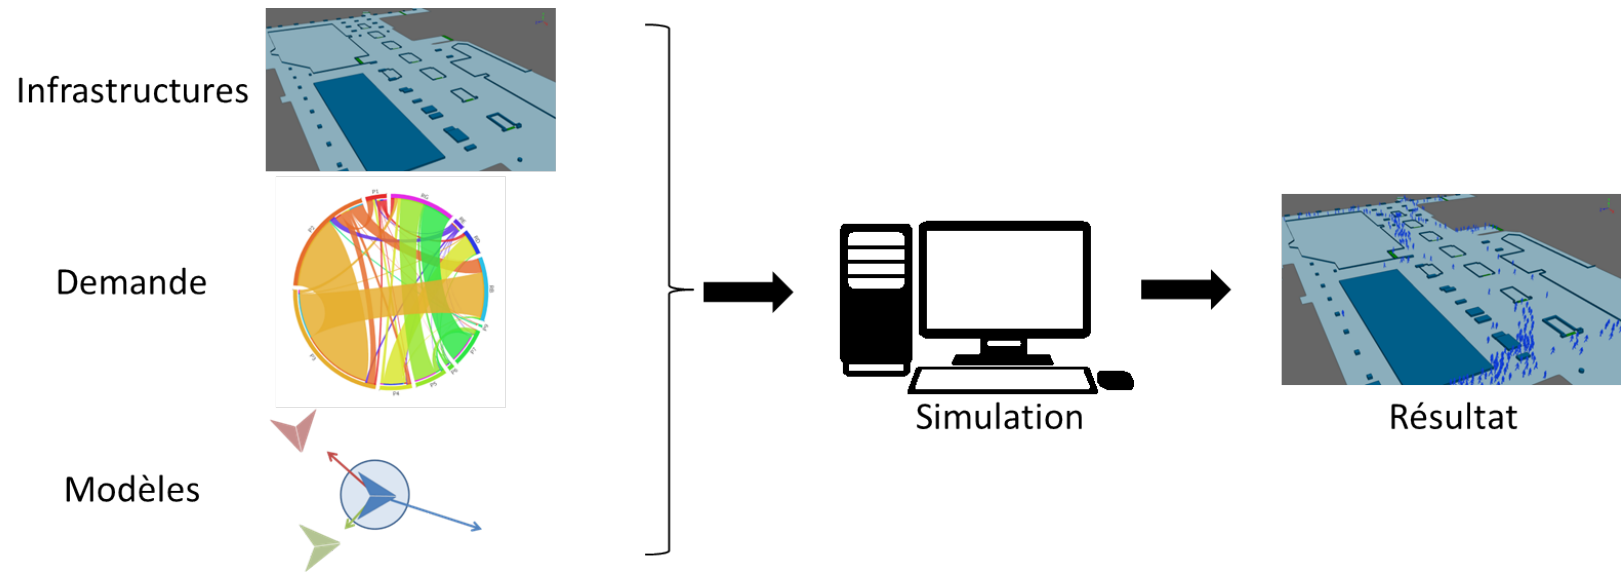 Infrastructures
Demande
Modèles
Simulation
Résultat